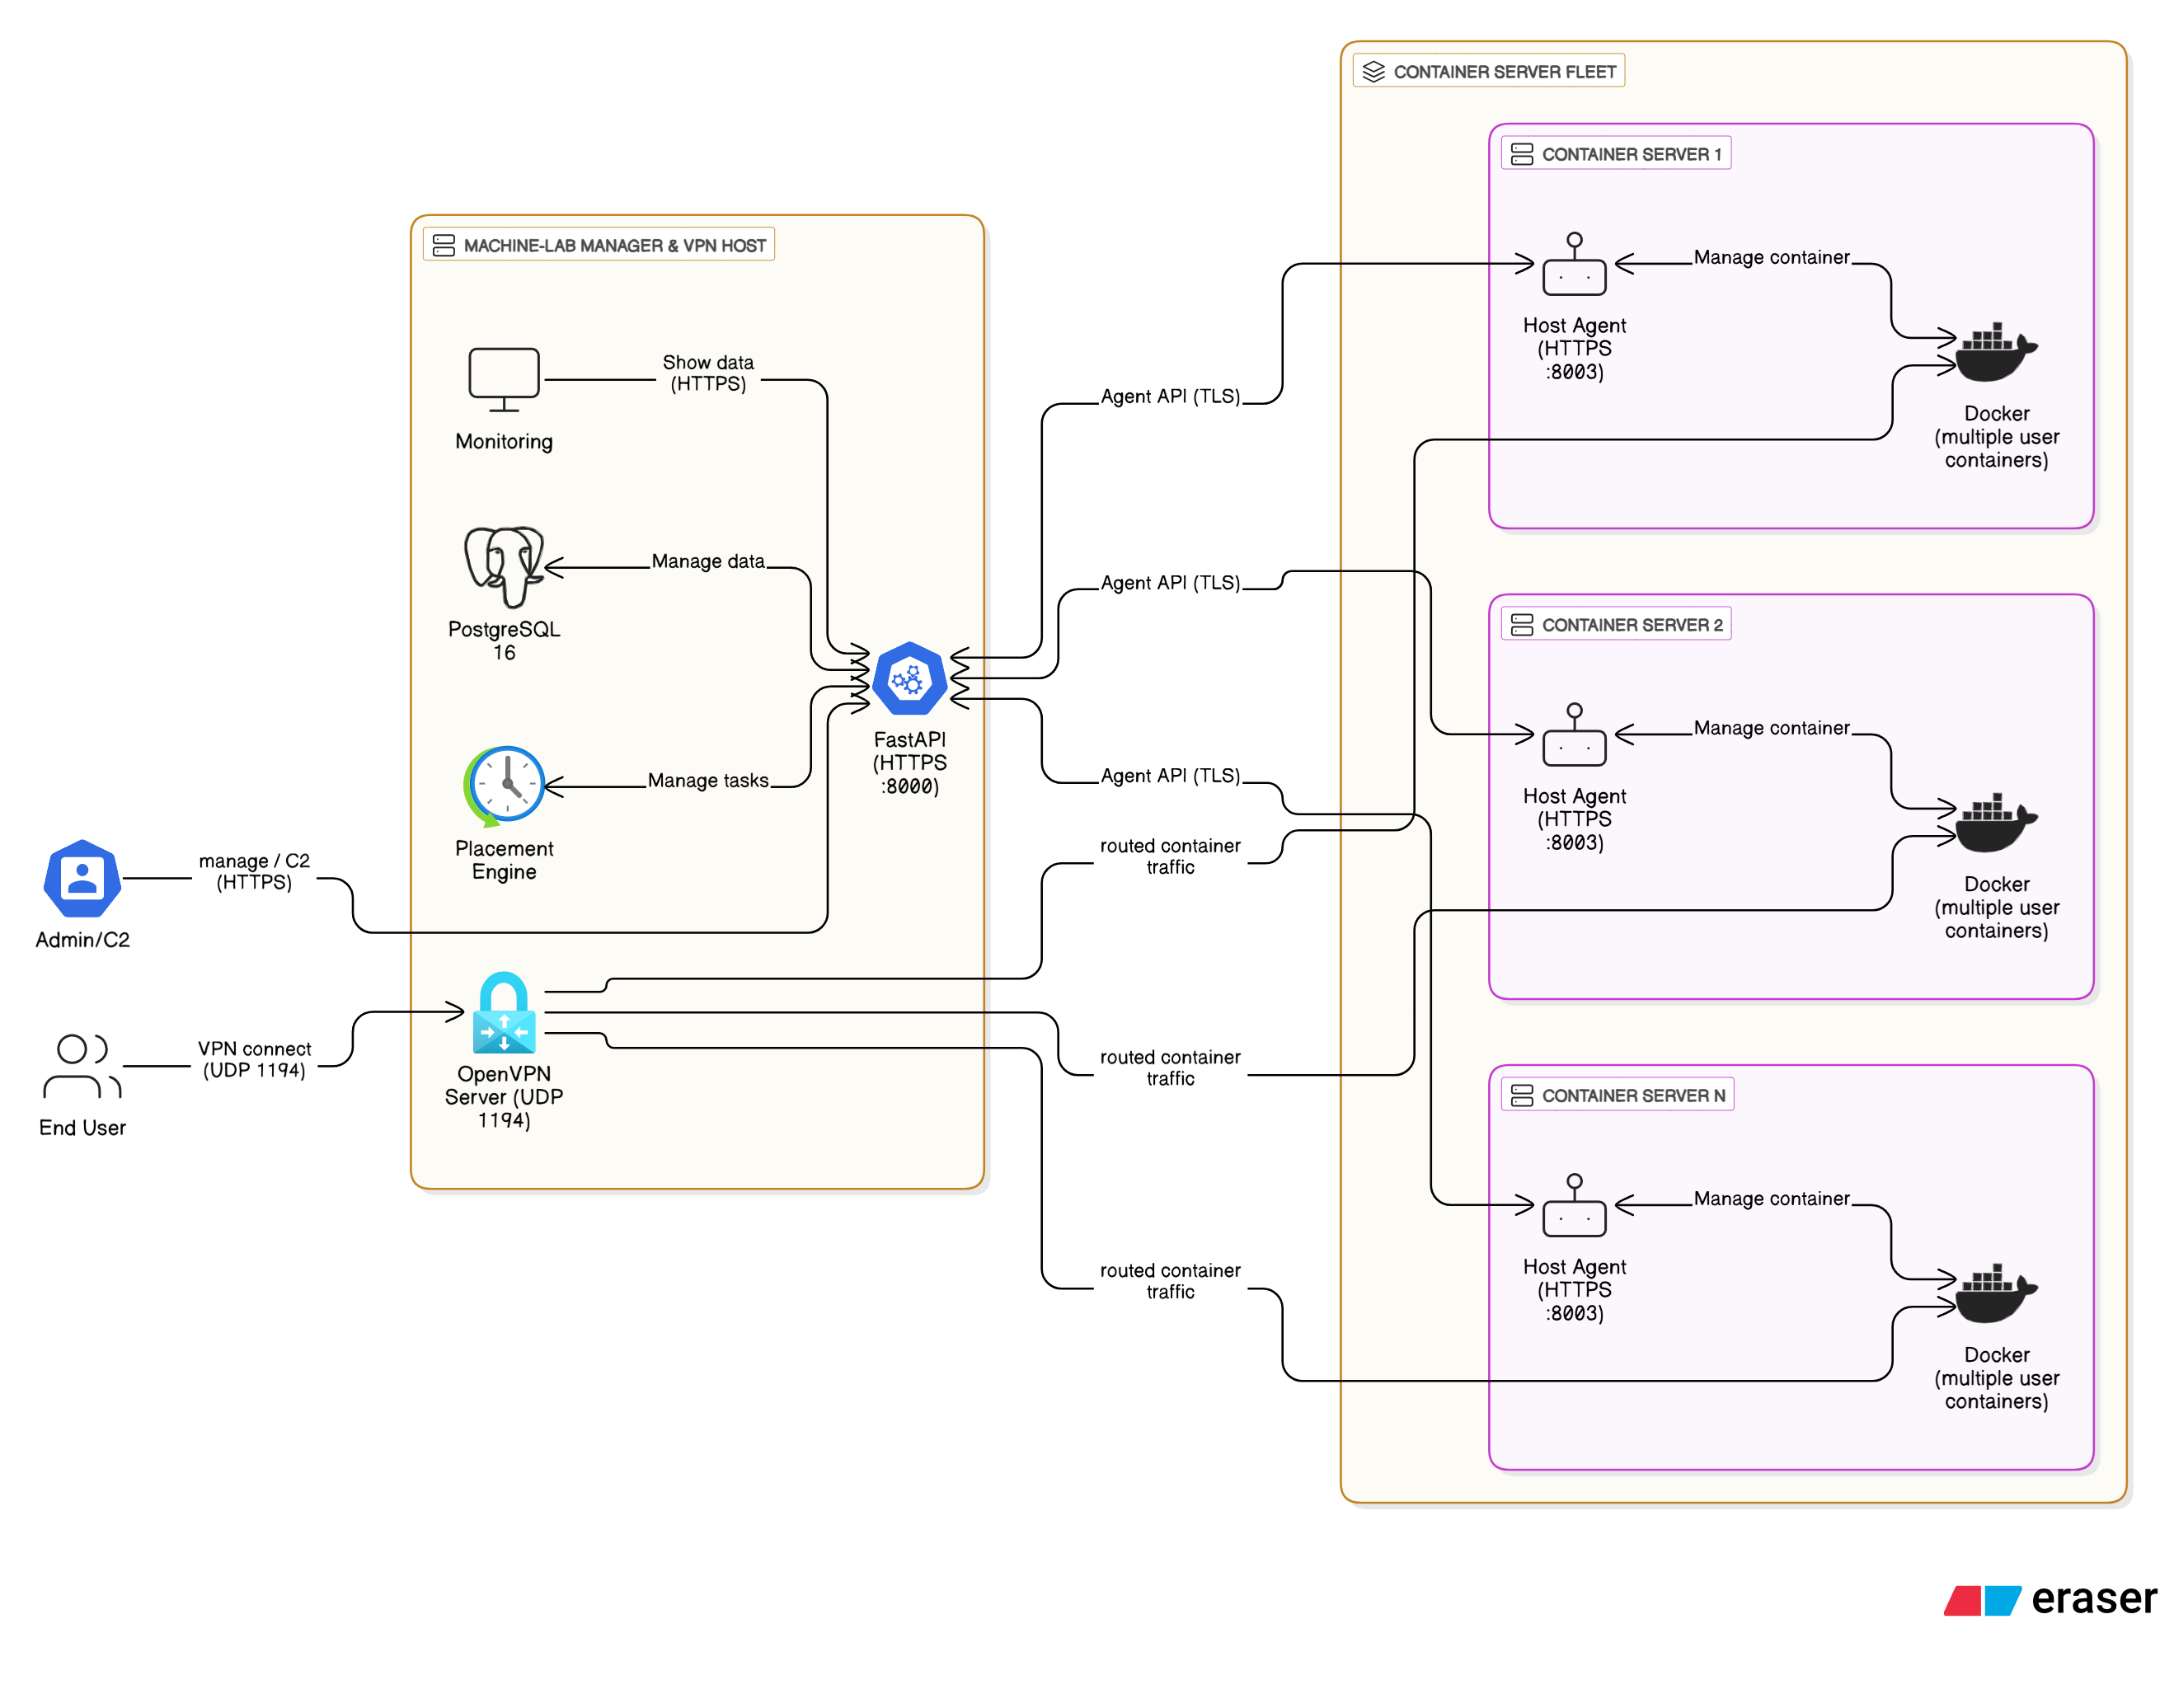 CONTAINER SERVER FLEET
CONTAINER SERVER 1
Manage container
Host Agent
(HTTPS
:8003)
Docker
(multiple user
containers)
MACHINE-LAB MANAGER & VPN HOST
Show data
(HTTPS)
Monitoring
Manage data
PostgreSQL
16
Manage tasks
Placement
Engine
FastAPI
(HTTPS
:8000)
Agent API (TLS)
Agent API (TLS)
Agent API (TLS)
routed container
traffic
routed container
traffic
routed container
traffic
manage / C2
(HTTPS)
Admin/C2
VPN connect
(UDP 1194)
End User
OpenVPN
Server (UDP
1194)
CONTAINER SERVER 2
Manage container
Host Agent
(HTTPS
:8003)
Docker
(multiple user
containers)
CONTAINER SERVER N
Manage container
Host Agent
(HTTPS
:8003)
Docker
(multiple user
containers)
eraser